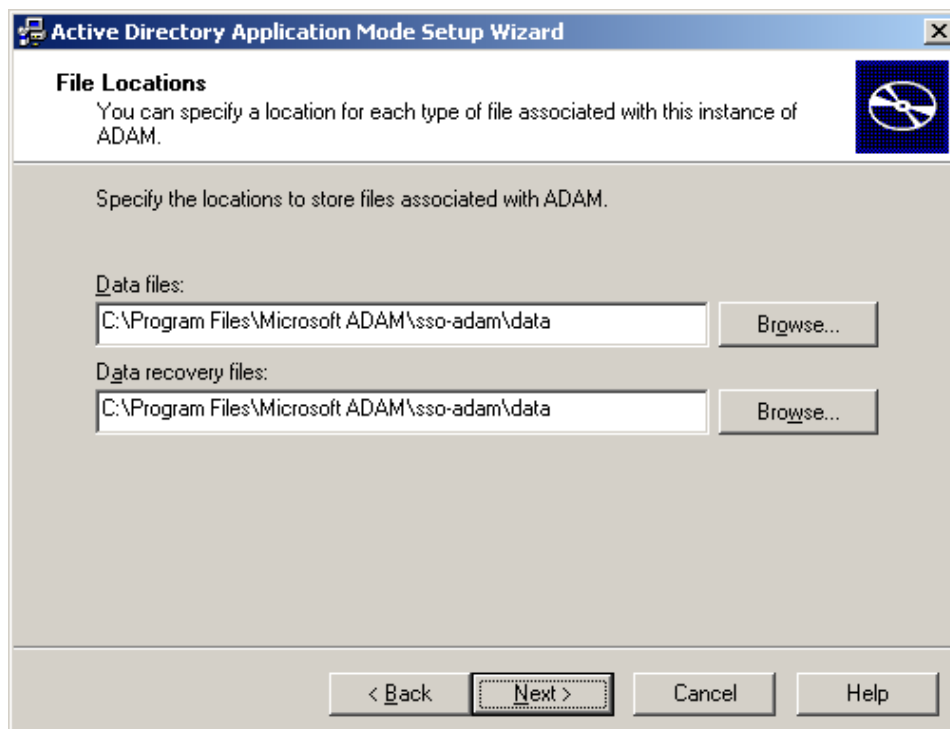 Active Directory Application Mode Setup Wizard
File Locations
You can specify a location for each type of file associated with this instance of
ADAM.
Specify the locations to store files associated with ADAM.
Data files:
C:\Program Files\Microsoft ADAM\sso-adam\data
Browse...
Data recovery files:
C:\Program Files\Microsoft ADAM\sso-adam\data
Browse...
< Back
Next >
Cancel
Help